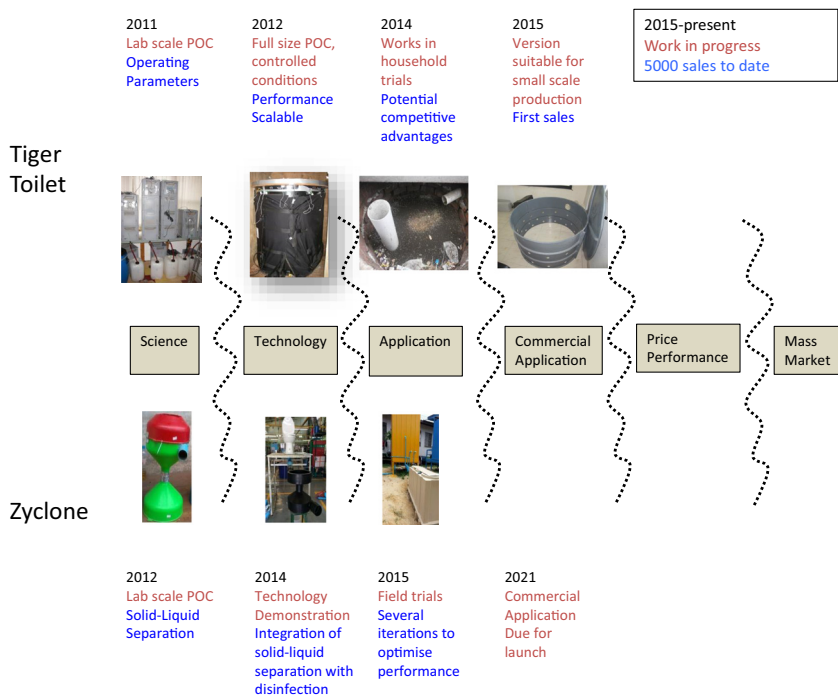 2011
Lab scale POC
Operating
Parameters
2012
Full size POC,
controlled
conditions
Performance
Scalable
2014
Works in
household
trials
Potential
competitive
advantages
2015
Version
suitable for
small scale
production
First sales
2015-present
Work in progress
5000 sales to date
Tiger
Toilet
Science
Technology
Application
Commercial
Application
Price
Performance
Mass
Market
Zyclone
2012
Lab scale POC
Solid-Liquid
Separation
2014
Technology
Demonstration
Integration of
solid-liquid
separation with
disinfection
2015
Field trials
Several
iterations to
optimise
performance
2021
Commercial
Application
Due for
launch